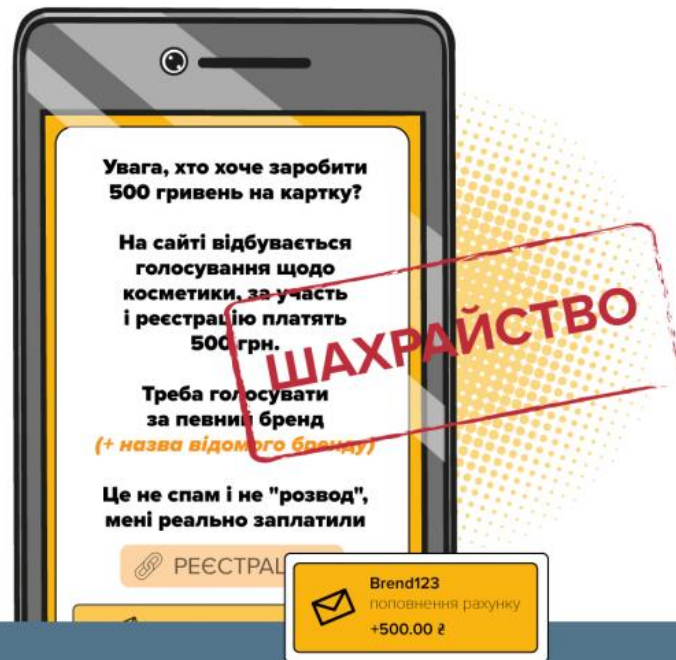 Увага, хто хоче заробити
500 гривень на картку?
На сайті відбувається
голосування щодо
косметики, за участь
і реєстрацію платять
500 грн.
ШАХРАЙСТВО
Треба голосувати
за певний бренд
(+ назва відомого бренду)
Це не спам і не "розвод",
мені реально заплатили
РЕЄСТРАЦ
Brend123
поповнення рахунку
+500.00 ₴